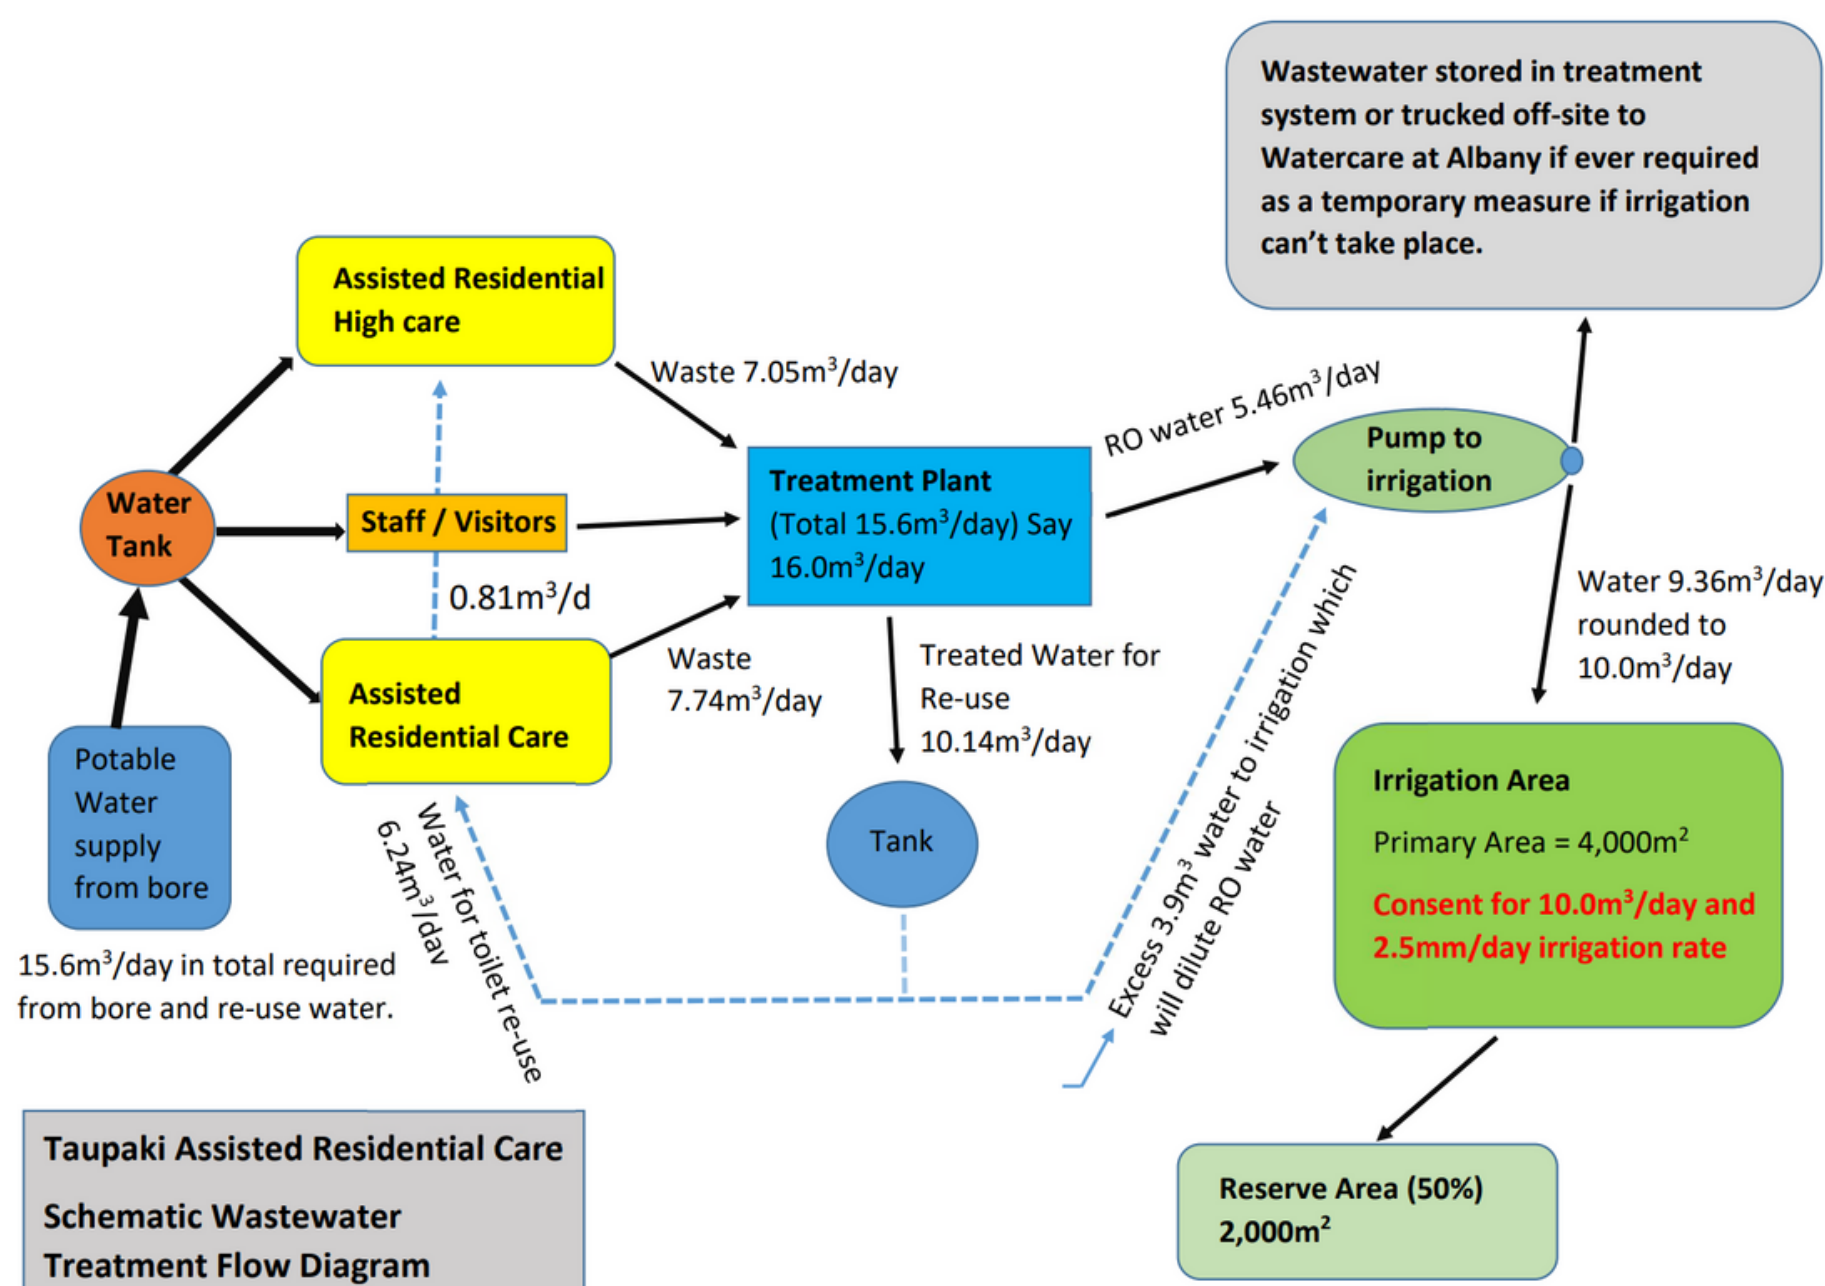 Wastewater stored in treatment
system or trucked off-site to
Watercare at Albany if ever required
as a temporary measure if irrigation
can't take place.
Assisted Residential
High care
Waste 7.05m³/day
RO water 5.46m³/day
Pump to
irrigation
Water
Tank
Staff / Visitors
Treatment Plant
(Total 15.6m³/day) Say
16.0m³/day
0.81m³/d
Water 9.36m³/day
rounded to
10.0m³/day
Waste
7.74m³/day
Treated Water for
Re-use
10.14m³/day
Assisted
Residential Care
Potable
Water
supply
from bore
Tank
Irrigation Area
Primary Area = 4,000m²
Consent for 10.0m³/day and
2.5mm/day irrigation rate
Water for toilet re-use
6.24m³/day
Excess 3.9m³ water to irrigation which
will dilute RO water
15.6m³/day in total required
from bore and re-use water.
Reserve Area (50%)
2,000m²
Taupaki Assisted Residential Care
Schematic Wastewater
Treatment Flow Diagram